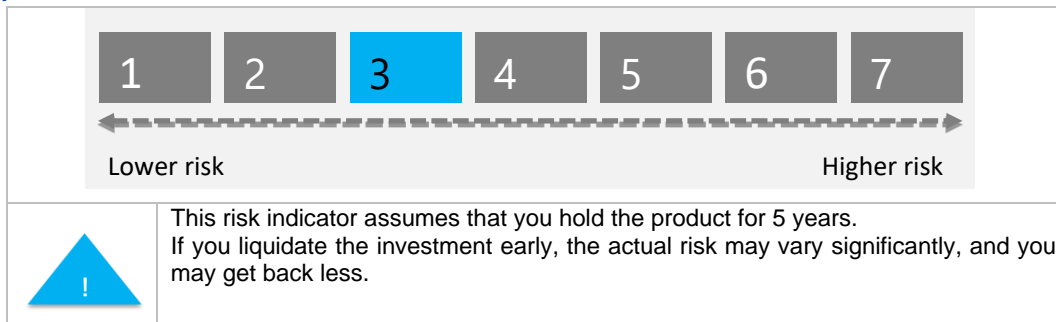 1 2 3 4 5 6 7
Lower risk Higher risk
This risk indicator assumes that you hold the product for 5 years.
If you liquidate the investment early, the actual risk may vary significantly, and you
may get back less.
!